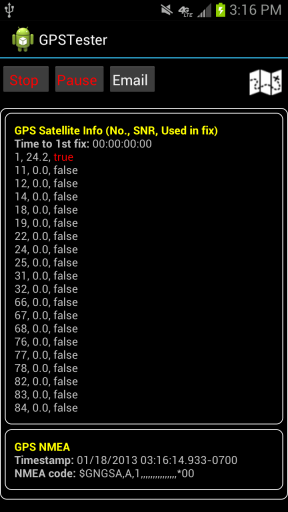 3:16 PM
GPSTester
Stop Pause Email
GPS Satellite Info (No., SNR, Used in fix)
Time to 1st fix: 00:00:00:00
1, 24.2, true
11, 0.0, false
12, 0.0, false
14, 0.0, false
18, 0.0, false
19, 0.0, false
22, 0.0, false
24, 0.0, false
25, 0.0, false
31, 0.0, false
32, 0.0, false
66, 0.0, false
67, 0.0, false
68, 0.0, false
76, 0.0, false
77, 0.0, false
78, 0.0, false
82, 0.0, false
83, 0.0, false
84, 0.0, false
GPS NMEA
Timestamp: 01/18/2013 03:16:14.933-0700
NMEA code: $GNGSA,A,1,,,,,,,,,,,,,,,*00